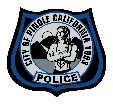 CITY OF PINOLE CALIFORNIA 1903
POLICE